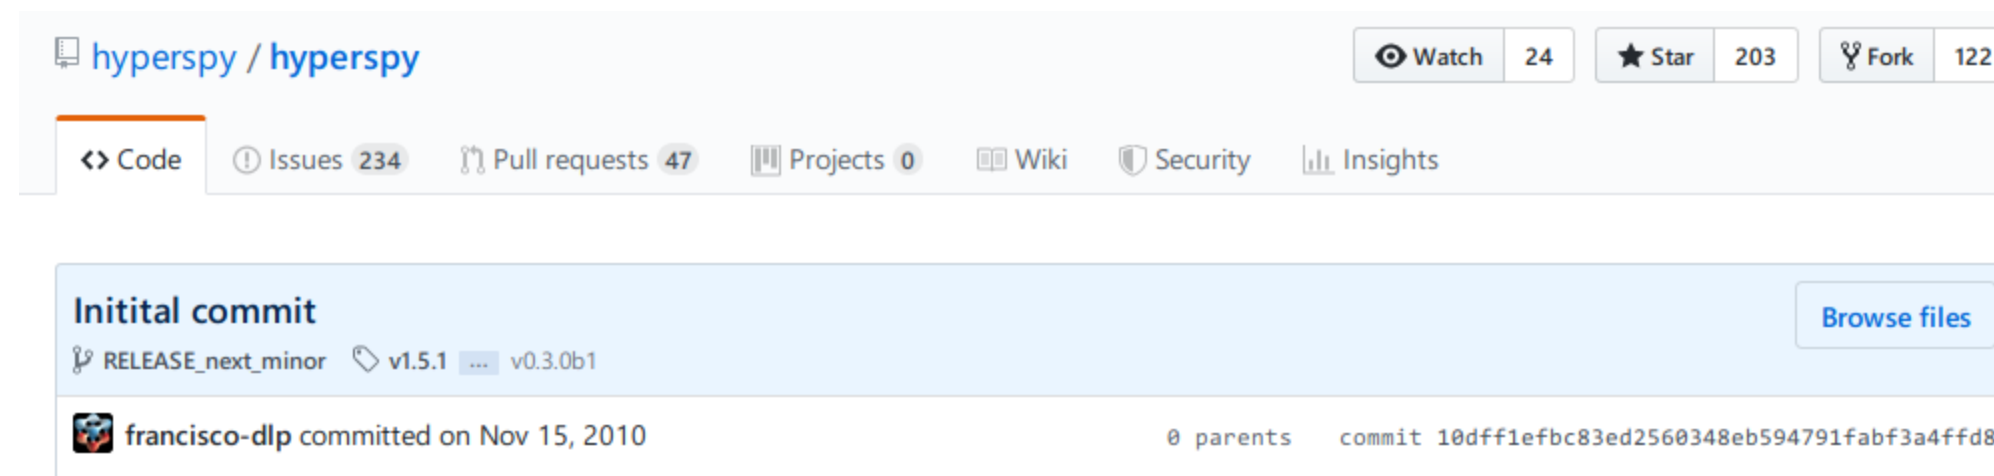 hyperspy / hyperspy Watch 24 Star 203 Fork 122
<> Code Issues 234 Pull requests 47 Projects 0 Wiki Security Insights
Initital commit
Browse files
RELEASE_next_minor v1.5.1 ... v0.3.0b1
francisco-dlp committed on Nov 15, 2010 0 parents commit 10dff1efbc83ed2560348eb594791fabf3a4ffd8